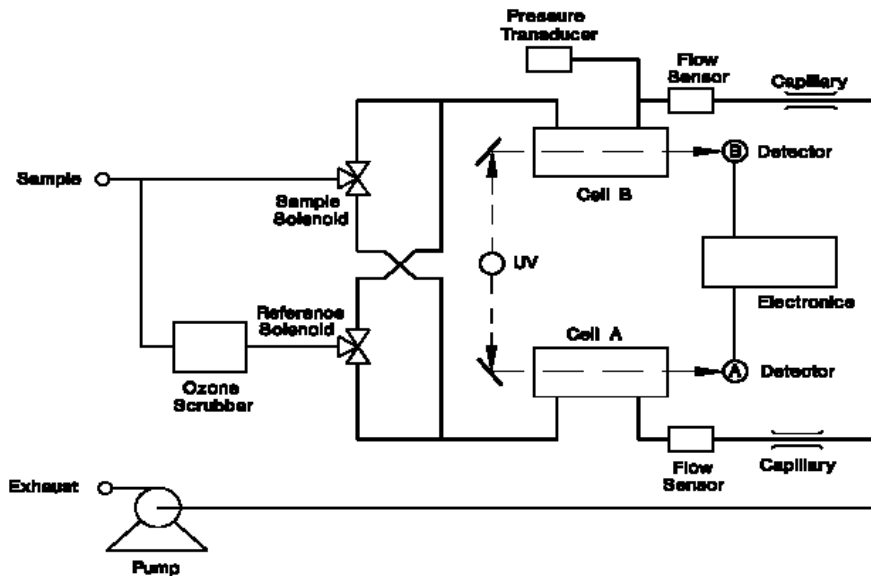 Pressure
Transducer
Flow
Sensor
Capillary
Sample
Sample
Solenoid
Cell B
B
Detector
UV
Electronics
Reference
Solenoid
Cell A
A
Detector
Ozone
Scrubber
Flow
Sensor
Capillary
Exhaust
Pump